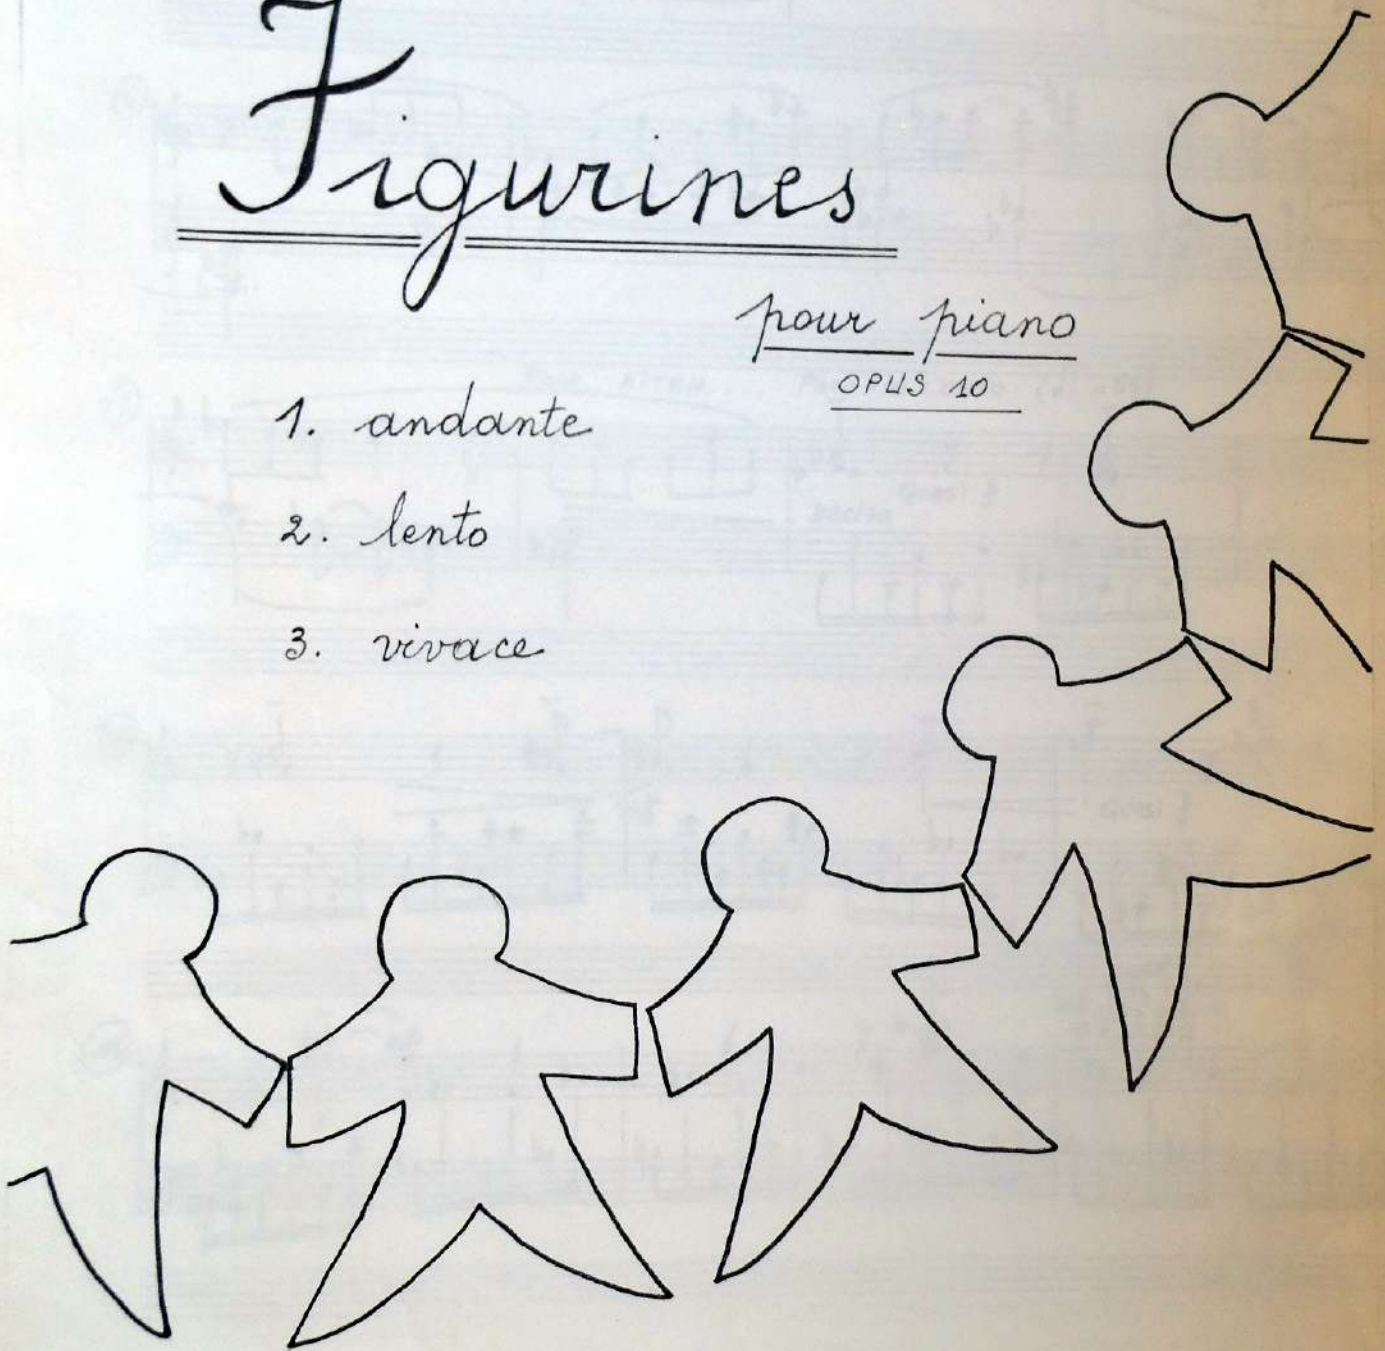 Figurines
pour piano
OPUS 10
1. andante
2. lento
3. vivace